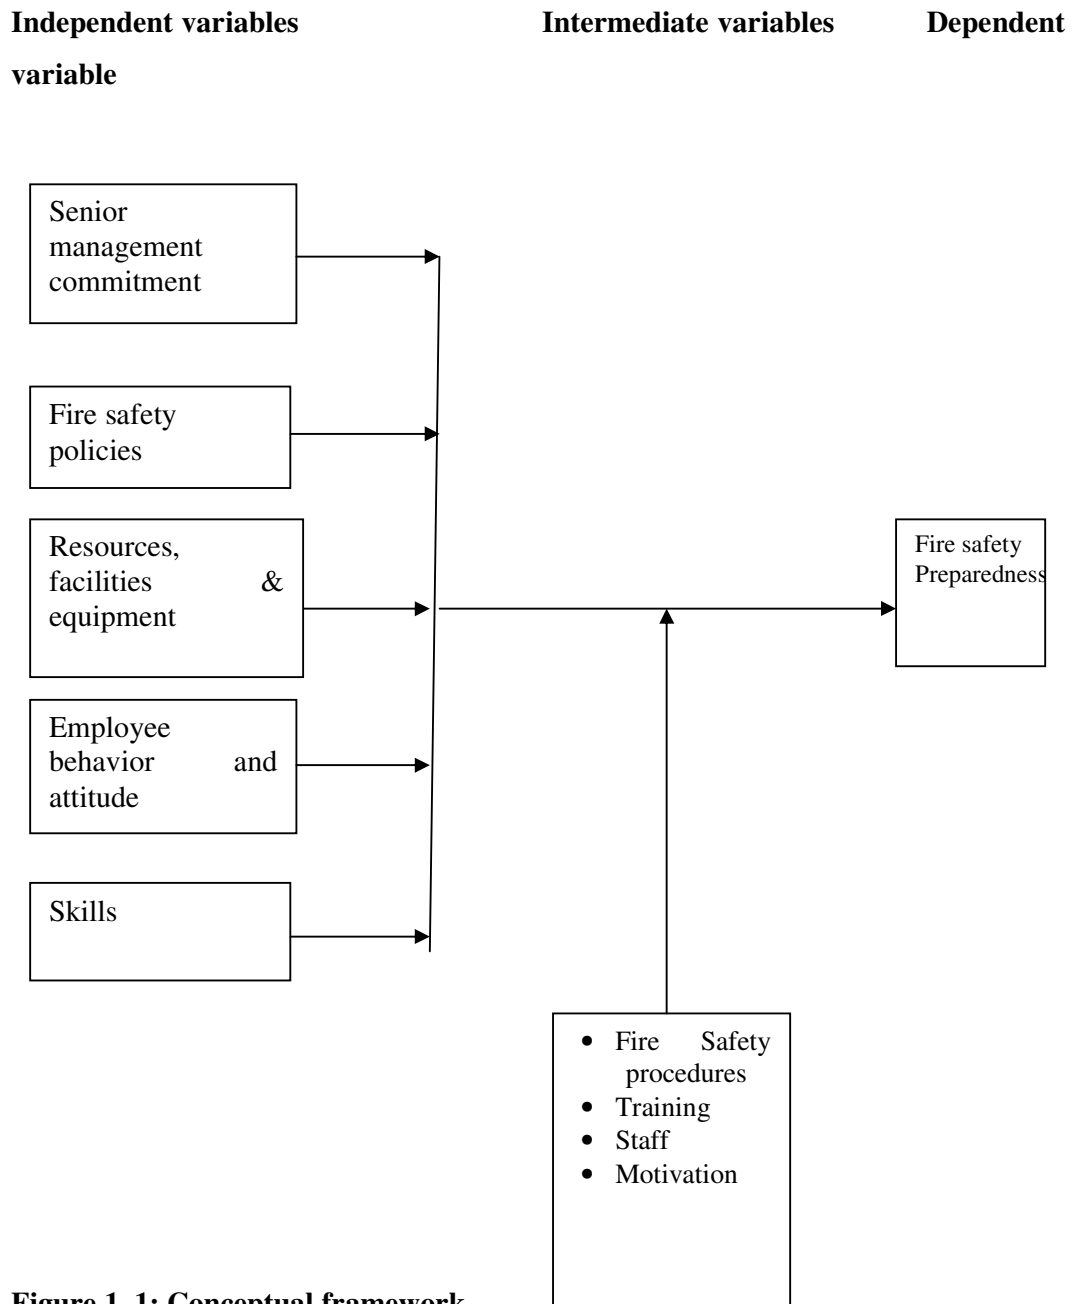 Independent variables Intermediate variables Dependent
variable
Senior
management
commitment
Fire safety
policies
Resources,
facilities &
equipment
Employee
behavior and
attitude
Skills
Fire safety
Preparedness
• Fire Safety
procedures
• Training
• Staff
• Motivation
Figure 1. 1: Conceptual framework